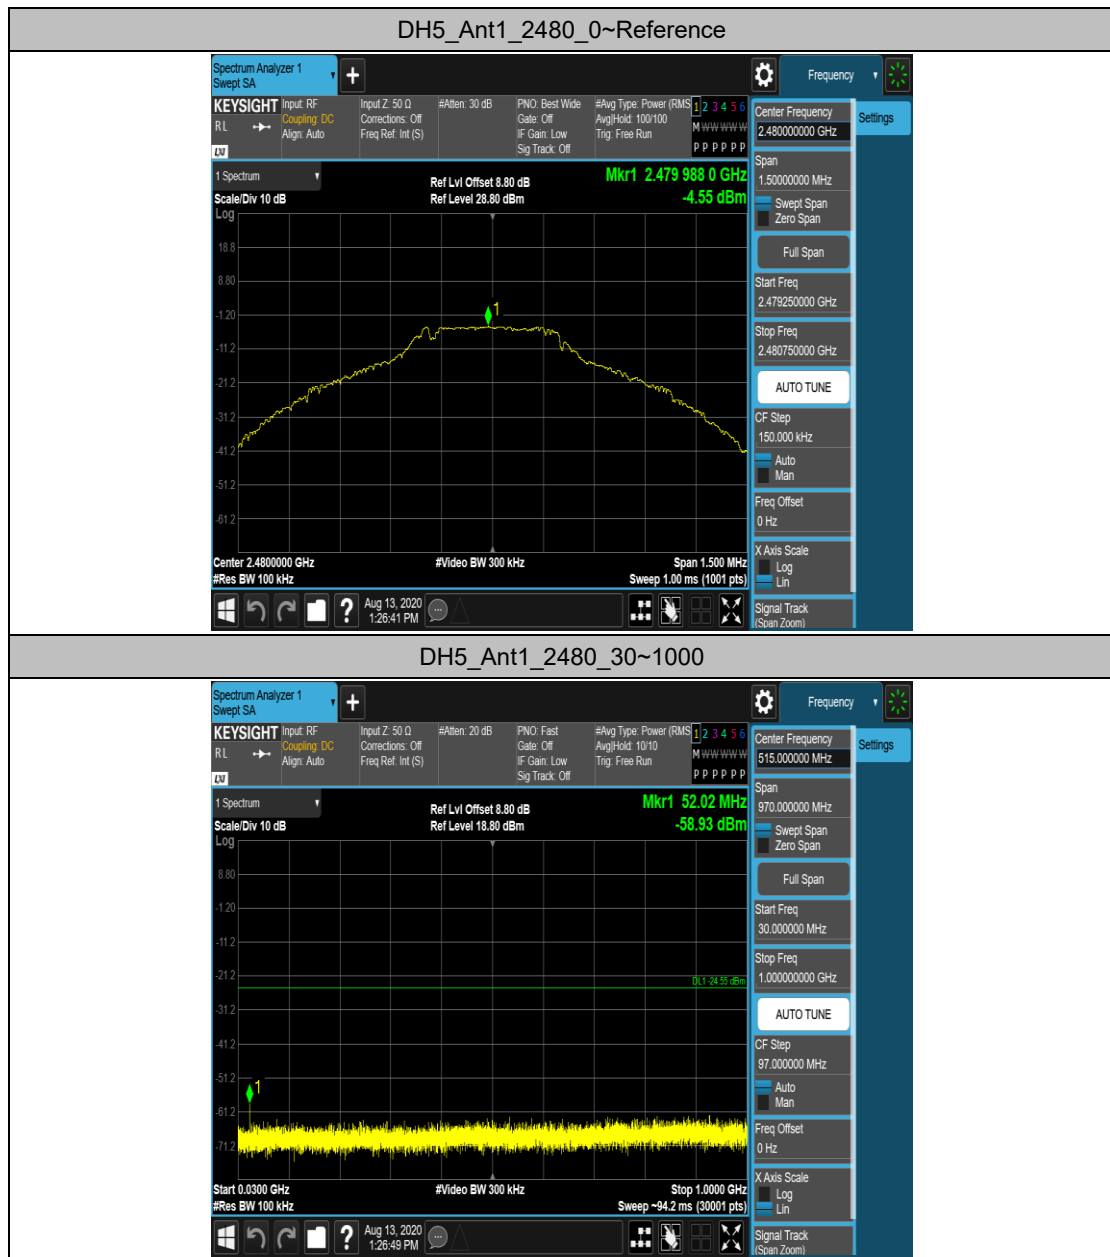 DH5_Ant1_2480_0~Reference
Spectrum Analyzer 1
Swept SA
Frequency
KEYSIGHT
RL
LXI
Input: RF
Coupling: DC
Align: Auto
Input Z: 50 Ω
Corrections: Off
Freq Ref: Int (S)
#Atten: 30 dB
PNO: Best Wide
Gate: Off
IF Gain: Low
Sig Track: Off
#Avg Type: Power (RMS
Avg|Hold: 100/100
Trig: Free Run
1 2 3 4 5 6
M W W W W W
P P P P P P
1 Spectrum
Scale/Div 10 dB
Log
Ref Lvl Offset 8.80 dB
Ref Level 28.80 dBm
Mkr1 2.479 988 0 GHz
-4.55 dBm
18.8
8.80
-1.20
-11.2
-21.2
-31.2
-41.2
-51.2
-61.2
1
Center 2.4800000 GHz
#Res BW 100 kHz
#Video BW 300 kHz
Span 1.500 MHz
Sweep 1.00 ms (1001 pts)
Aug 13, 2020
1:26:41 PM
Center Frequency
2.480000000 GHz
Settings
Span
1.50000000 MHz
Swept Span
Zero Span
Full Span
Start Freq
2.479250000 GHz
Stop Freq
2.480750000 GHz
AUTO TUNE
CF Step
150.000 kHz
Auto
Man
Freq Offset
0 Hz
X Axis Scale
Log
Lin
Signal Track
(Span Zoom)
DH5_Ant1_2480_30~1000
Spectrum Analyzer 1
Swept SA
Frequency
KEYSIGHT
RL
LXI
Input: RF
Coupling: DC
Align: Auto
Input Z: 50 Ω
Corrections: Off
Freq Ref: Int (S)
#Atten: 20 dB
PNO: Fast
Gate: Off
IF Gain: Low
Sig Track: Off
#Avg Type: Power (RMS
Avg|Hold: 10/10
Trig: Free Run
1 2 3 4 5 6
M W W W W W
P P P P P P
1 Spectrum
Scale/Div 10 dB
Log
Ref Lvl Offset 8.80 dB
Ref Level 18.80 dBm
Mkr1 52.02 MHz
-58.93 dBm
8.80
-1.20
-11.2
-21.2
-31.2
-41.2
-51.2
-61.2
-71.2
DL1 -24.55 dBm
1
Start 0.0300 GHz
#Res BW 100 kHz
#Video BW 300 kHz
Stop 1.0000 GHz
Sweep ~94.2 ms (30001 pts)
Aug 13, 2020
1:26:49 PM
Center Frequency
515.000000 MHz
Settings
Span
970.000000 MHz
Swept Span
Zero Span
Full Span
Start Freq
30.000000 MHz
Stop Freq
1.000000000 GHz
AUTO TUNE
CF Step
97.000000 MHz
Auto
Man
Freq Offset
0 Hz
X Axis Scale
Log
Lin
Signal Track
(Span Zoom)